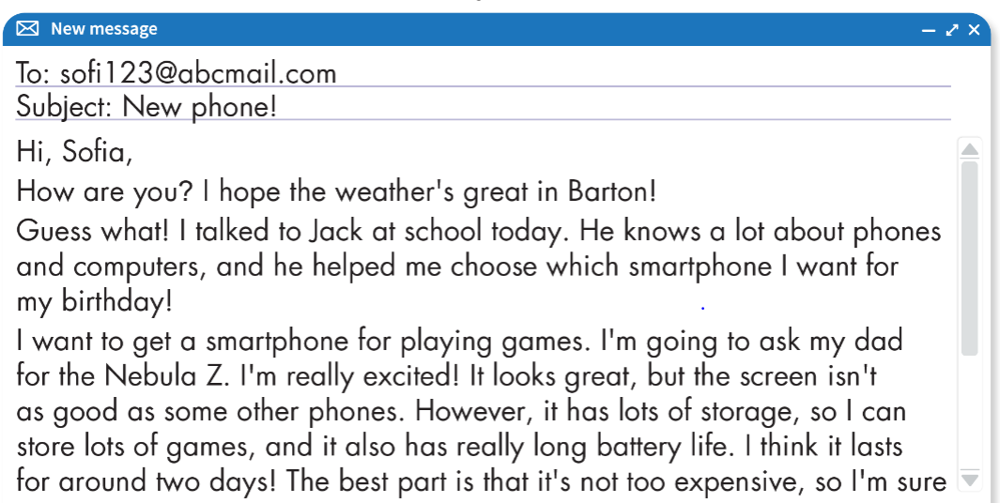 New message
To: sofi123@abcmail.com
Subject: New phone!
Hi, Sofia,
How are you? I hope the weather's great in Barton!
Guess what! I talked to Jack at school today. He knows a lot about phones
and computers, and he helped me choose which smartphone I want for
my birthday!
I want to get a smartphone for playing games. I'm going to ask my dad
for the Nebula Z. I'm really excited! It looks great, but the screen isn't
as good as some other phones. However, it has lots of storage, so I can
store lots of games, and it also has really long battery life. I think it lasts
for around two days! The best part is that it's not too expensive, so I'm sure